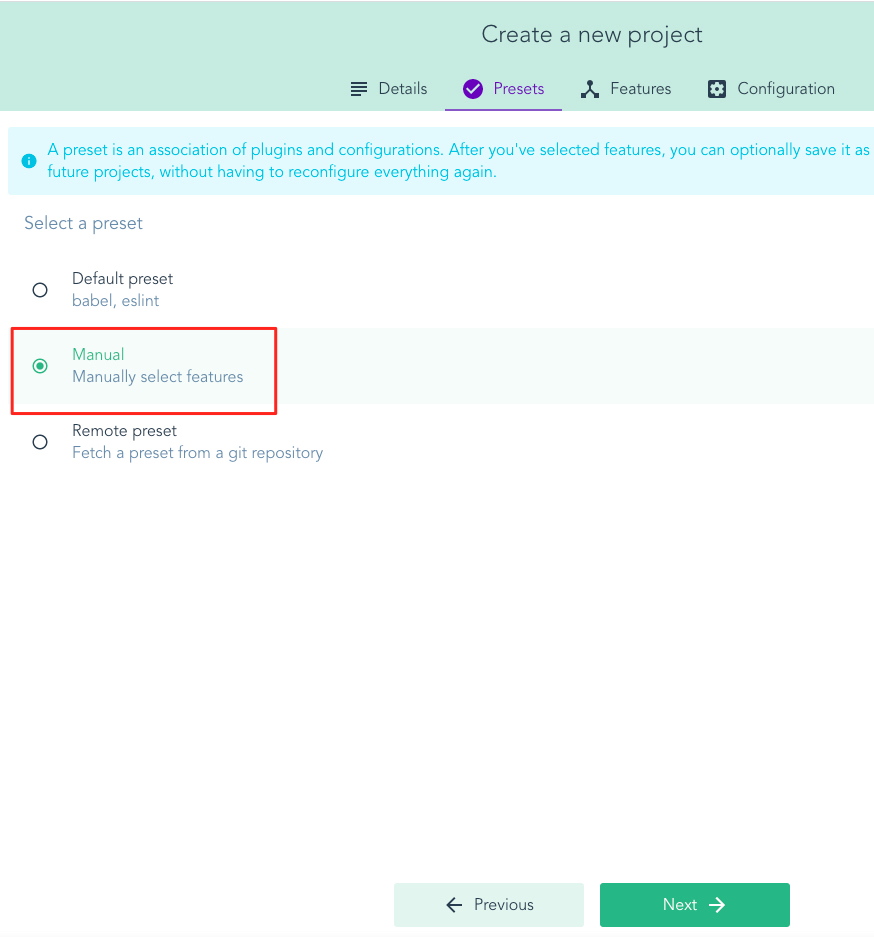 Create a new project
Details Presets Features Configuration
A preset is an association of plugins and configurations. After you've selected features, you can optionally save it as
future projects, without having to reconfigure everything again.
Select a preset
Default preset
babel, eslint
Manual
Manually select features
Remote preset
Fetch a preset from a git repository
Previous Next